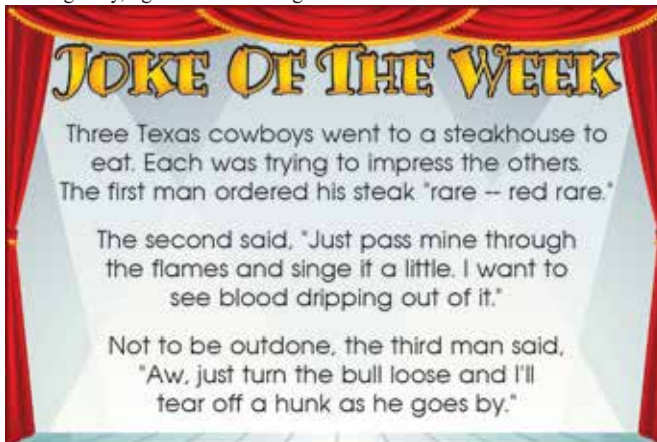 JOKE OF THE WEEK
Three Texas cowboys went to a steakhouse to
eat. Each was trying to impress the others.
The first man ordered his steak "rare -- red rare."
The second said, "Just pass mine through
the flames and singe it a little. I want to
see blood dripping out of it."
Not to be outdone, the third man said,
"Aw, just turn the bull loose and I'll
tear off a hunk as he goes by."